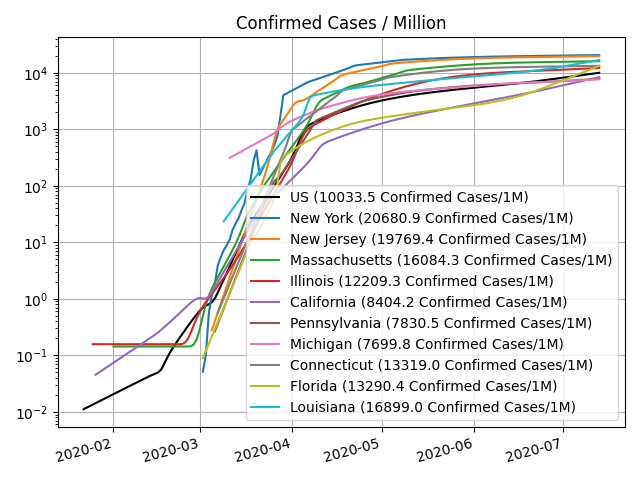 Confirmed Cases / Million
10⁴
10³
10²
10¹
10⁰
10⁻¹
10⁻²
US (10033.5 Confirmed Cases/1M)
New York (20680.9 Confirmed Cases/1M)
New Jersey (19769.4 Confirmed Cases/1M)
Massachusetts (16084.3 Confirmed Cases/1M)
Illinois (12209.3 Confirmed Cases/1M)
California (8404.2 Confirmed Cases/1M)
Pennsylvania (7830.5 Confirmed Cases/1M)
Michigan (7699.8 Confirmed Cases/1M)
Connecticut (13319.0 Confirmed Cases/1M)
Florida (13290.4 Confirmed Cases/1M)
Louisiana (16899.0 Confirmed Cases/1M)
2020-02 2020-03 2020-04 2020-05 2020-06 2020-07